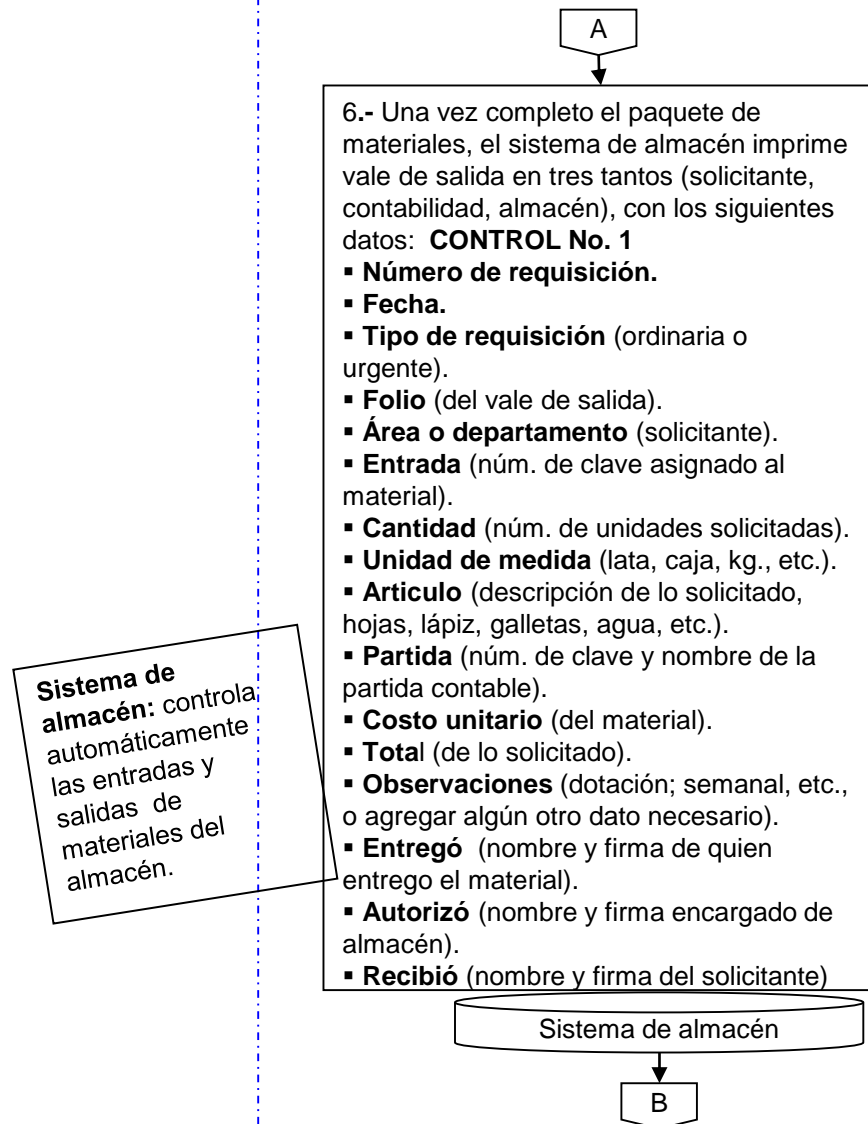 A
6.- Una vez completo el paquete de
materiales, el sistema de almacén imprime
vale de salida en tres tantos (solicitante,
contabilidad, almacén), con los siguientes
datos:  CONTROL No. 1
▪ Número de requisición.
▪ Fecha.
▪ Tipo de requisición (ordinaria o
urgente).
▪ Folio (del vale de salida).
▪ Área o departamento (solicitante).
▪ Entrada (núm. de clave asignado al
material).
▪ Cantidad (núm. de unidades solicitadas).
▪ Unidad de medida (lata, caja, kg., etc.).
▪ Articulo (descripción de lo solicitado,
hojas, lápiz, galletas, agua, etc.).
▪ Partida (núm. de clave y nombre de la
partida contable).
▪ Costo unitario (del material).
▪ Total (de lo solicitado).
▪ Observaciones (dotación; semanal, etc.,
o agregar algún otro dato necesario).
▪ Entregó  (nombre y firma de quien
entrego el material).
▪ Autorizó (nombre y firma encargado de
almacén).
▪ Recibió (nombre y firma del solicitante)
Sistema de
almacén: controla
automáticamente
las entradas y
salidas  de
materiales del
almacén.
Sistema de almacén
B